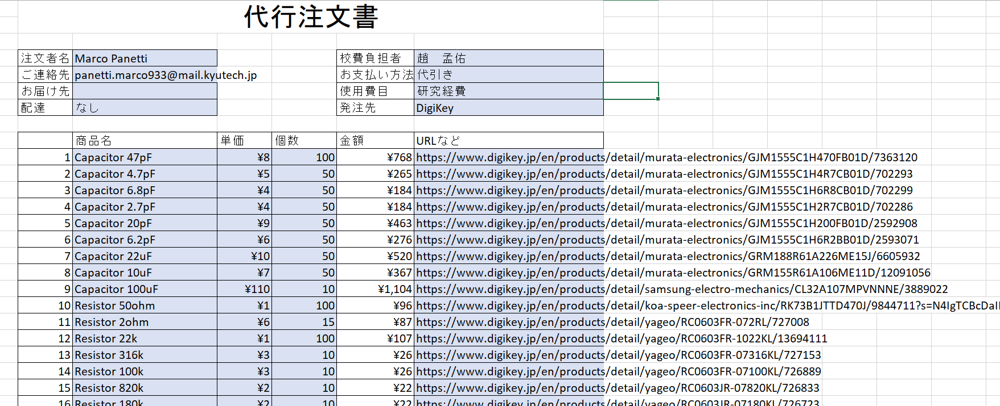 代行注文書
注文者名 Marco Panetti 校費負担者 趙　孟佑
ご連絡先 panetti.marco933@mail.kyutech.jp お支払い方法 代引き
お届け先 使用費目 研究経費
配達 なし 発注先 DigiKey
商品名 単価 個数 金額 URLなど
1 Capacitor 47pF ¥8 100 ¥768 https://www.digikey.jp/en/products/detail/murata-electronics/GJM1555C1H470FB01D/7363120
2 Capacitor 4.7pF ¥5 50 ¥265 https://www.digikey.jp/en/products/detail/murata-electronics/GJM1555C1H4R7CB01D/702293
3 Capacitor 6.8pF ¥4 50 ¥184 https://www.digikey.jp/en/products/detail/murata-electronics/GJM1555C1H6R8CB01D/702299
4 Capacitor 2.7pF ¥4 50 ¥184 https://www.digikey.jp/en/products/detail/murata-electronics/GJM1555C1H2R7CB01D/702286
5 Capacitor 20pF ¥9 50 ¥463 https://www.digikey.jp/en/products/detail/murata-electronics/GJM1555C1H200FB01D/2592908
6 Capacitor 6.2pF ¥6 50 ¥276 https://www.digikey.jp/en/products/detail/murata-electronics/GJM1555C1H6R2BB01D/2593071
7 Capacitor 22uF ¥10 50 ¥520 https://www.digikey.jp/en/products/detail/murata-electronics/GRM188R61A226ME15J/6605932
8 Capacitor 10uF ¥7 50 ¥367 https://www.digikey.jp/en/products/detail/murata-electronics/GRM155R61A106ME11D/12091056
9 Capacitor 100uF ¥110 10 ¥1,104 https://www.digikey.jp/en/products/detail/samsung-electro-mechanics/CL32A107MPVNNNE/3889022
10 Resistor 50ohm ¥1 100 ¥96 https://www.digikey.jp/en/products/detail/koa-speer-electronics-inc/RK73B1JTTD470J/9844711?s=N4IgTCBcDaI
11 Resistor 2ohm ¥6 15 ¥87 https://www.digikey.jp/en/products/detail/yageo/RC0603FR-072RL/727008
12 Resistor 22k ¥1 100 ¥107 https://www.digikey.jp/en/products/detail/yageo/RC0603FR-1022KL/13694111
13 Resistor 316k ¥3 10 ¥26 https://www.digikey.jp/en/products/detail/yageo/RC0603FR-07316KL/727153
14 Resistor 100k ¥3 10 ¥26 https://www.digikey.jp/en/products/detail/yageo/RC0603FR-07100KL/726889
15 Resistor 820k ¥2 10 ¥22 https://www.digikey.jp/en/products/detail/yageo/RC0603JR-07820KL/726833
16 Resistor 180k ¥2 10 ¥22 https://www.digikey.jp/en/products/detail/yageo/RC0603JR-07180KL/726723